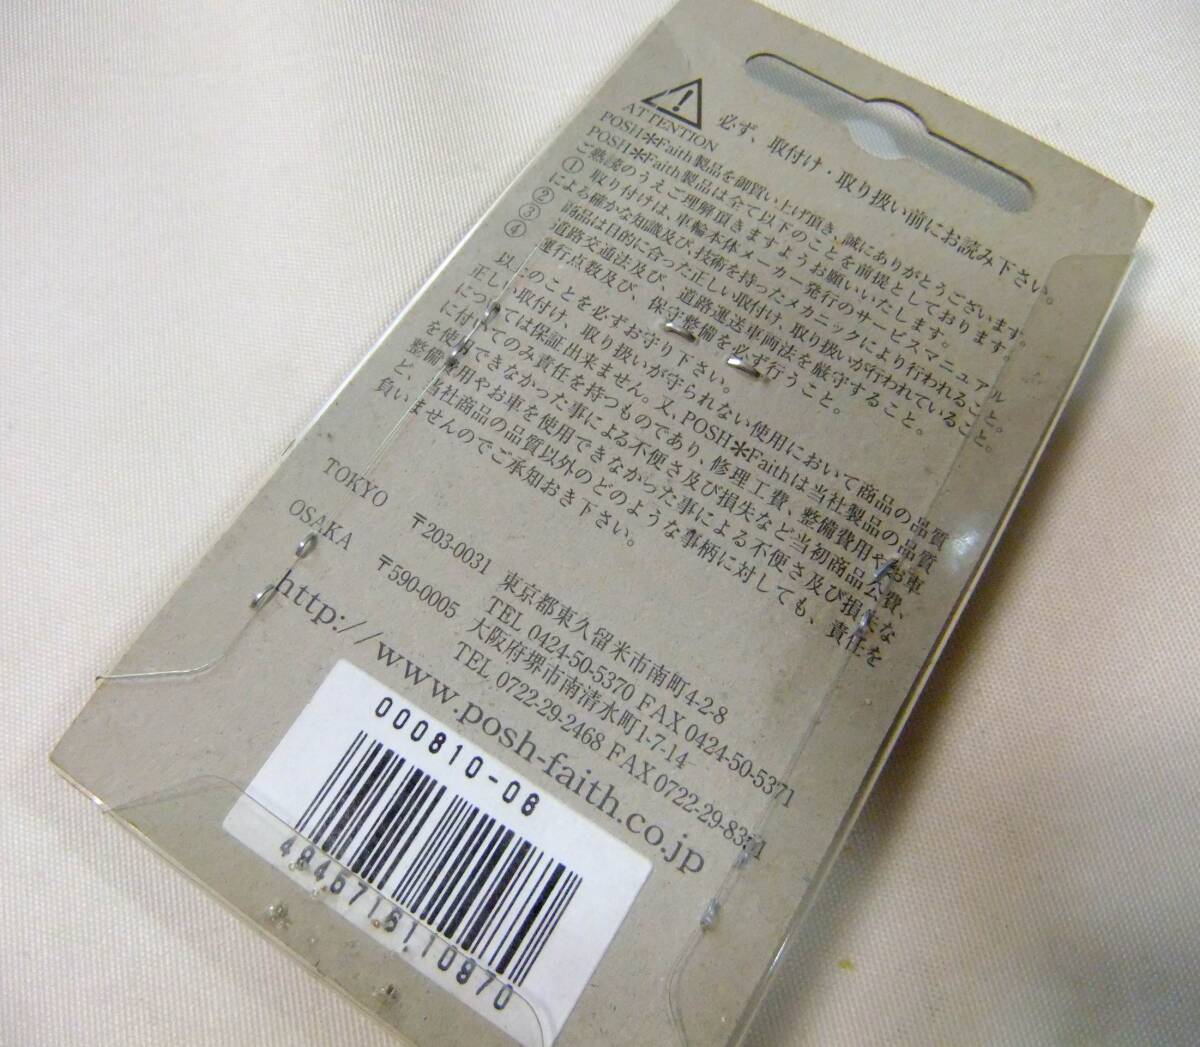 必ず、取付け・取り扱い前にお読み下さい。
ATTENTION
POSH＊Faith製品を御買い上げ頂き、誠にありがとうございます。
POSH＊Faith製品は全て以下のことを前提としております。
ご熟読のうえご理解頂きますようお願いいたします。
① 取り付けは、車輪本体メーカー発行のサービスマニュアル
による確かな知識及び、技術を持ったメカニックにより行われること。
② 商品は目的に合った正しい取付け、取り扱いが行われていること。
③ 道路交通法及び、道路運送車両法を厳守すること。
④ 運行点数及び、保守整備を必ず行うこと。
以上のことを必ずお守り下さい。
正しい取付け、取り扱いが守られない使用において商品の品質
については保証出来ません。又、POSH＊Faithは当社製品の品質
に付いてのみ責任を持つものであり、修理工費、整備費用やお車
を使用できなかった事による不便さ及び損失など当初商品公費、
整備費用やお車を使用できなかった事による不便さ及び損失な
ど、当社商品の品質以外のどのような事柄に対しても、責任を
負いませんのでご承知おき下さい。
TOKYO 〒203-0031 東京都東久留米市南町4-2-8
TEL 0424-50-5370 FAX 0424-50-5371
OSAKA 〒590-0005 大阪府堺市南清水町1-7-14
TEL 0722-29-2468 FAX 0722-29-8371
http://www.posh-faith.co.jp
000810-06
4946716110970